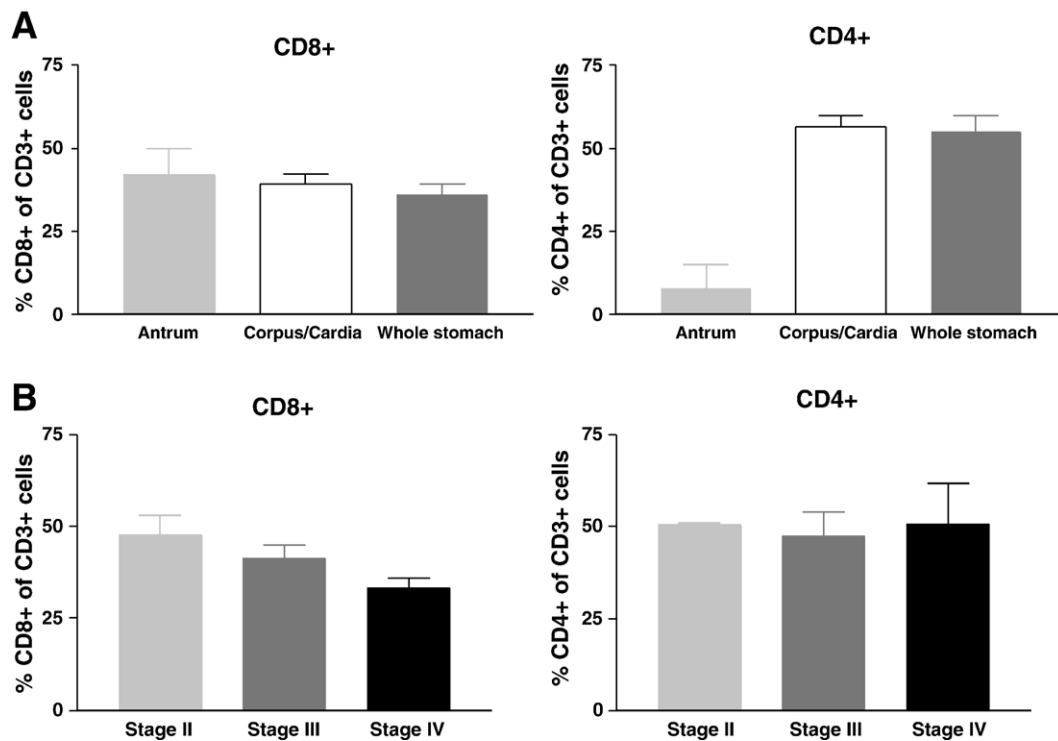 A
CD8+
% CD8+ of CD3+ cells
75
50
25
0
Antrum Corpus/Cardia Whole stomach
CD4+
% CD4+ of CD3+ cells
75
50
25
0
Antrum Corpus/Cardia Whole stomach
B
CD8+
% CD8+ of CD3+ cells
75
50
25
0
Stage II Stage III Stage IV
CD4+
% CD4+ of CD3+ cells
75
50
25
0
Stage II Stage III Stage IV